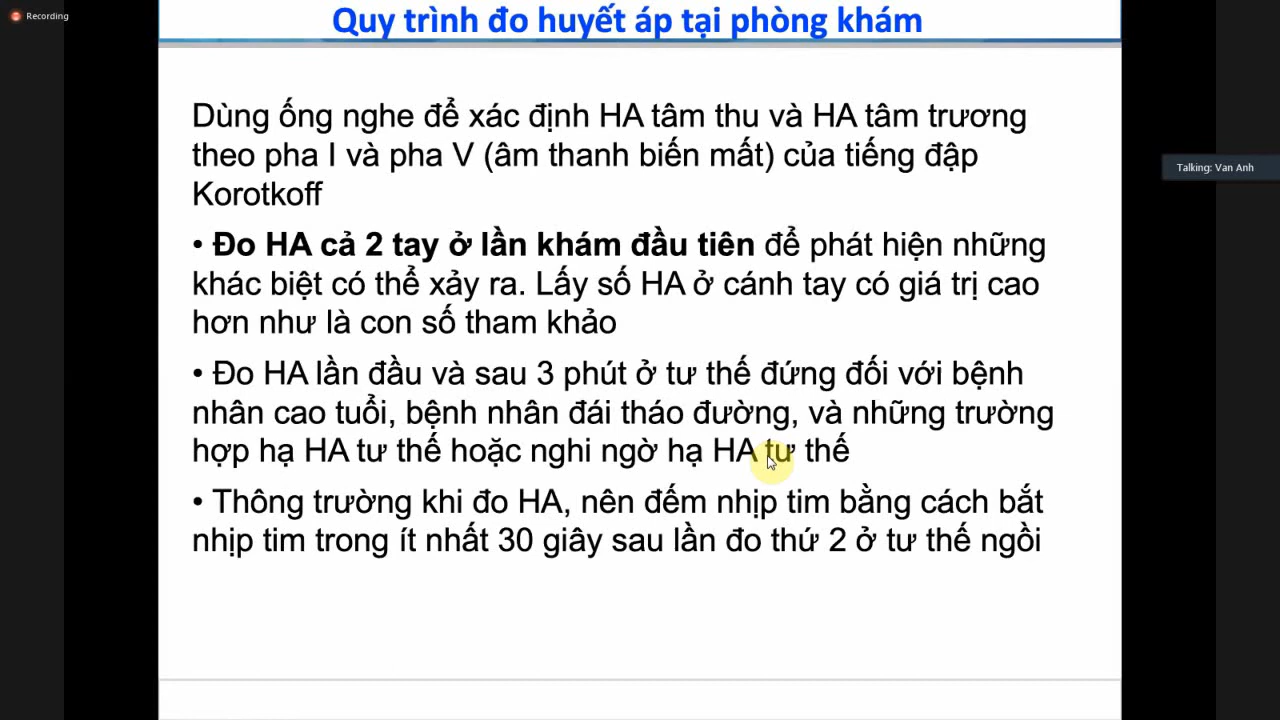 Recording
Quy trình đo huyết áp tại phòng khám
Talking: Van Anh
Dùng ống nghe để xác định HA tâm thu và HA tâm trương
theo pha I và pha V (âm thanh biến mất) của tiếng đập
Korotkoff
• Đo HA cả 2 tay ở lần khám đầu tiên để phát hiện những
khác biệt có thể xảy ra. Lấy số HA ở cánh tay có giá trị cao
hơn như là con số tham khảo
• Đo HA lần đầu và sau 3 phút ở tư thế đứng đối với bệnh
nhân cao tuổi, bệnh nhân đái tháo đường, và những trường
hợp hạ HA tư thế hoặc nghi ngờ hạ HA tư thế
• Thông trường khi đo HA, nên đếm nhịp tim bằng cách bắt
nhịp tim trong ít nhất 30 giây sau lần đo thứ 2 ở tư thế ngồi